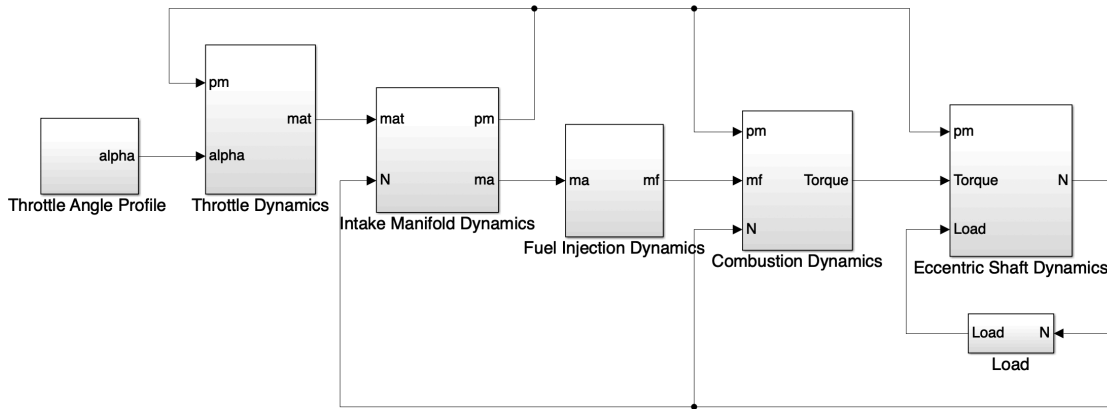 alpha
Throttle Angle Profile
pm
mat
alpha
Throttle Dynamics
mat
pm
N
ma
Intake Manifold Dynamics
ma
mf
Fuel Injection Dynamics
pm
mf
Torque
N
Combustion Dynamics
pm
Torque
N
Load
Eccentric Shaft Dynamics
Load
N
Load